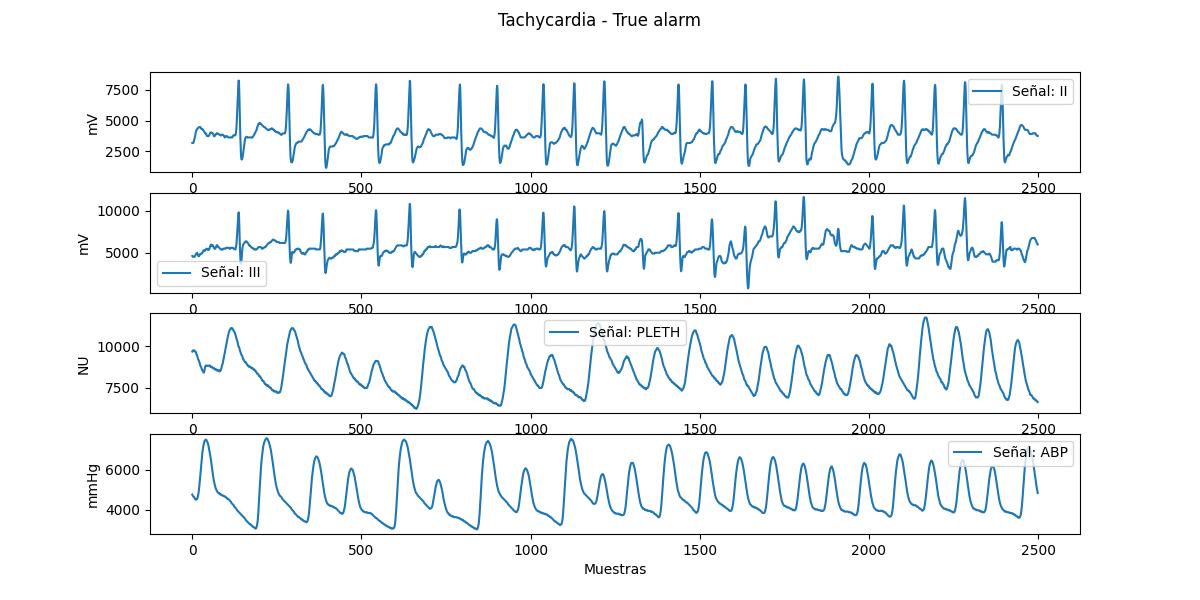 Tachycardia - True alarm
7500
5000
2500
mV
Señal: II
0 500 1000 1500 2000 2500
10000
5000
mV
Señal: III
0 500 1000 1500 2000 2500
10000
7500
NU
Señal: PLETH
0 500 1000 1500 2000 2500
6000
4000
mmHg
Señal: ABP
0 500 1000 1500 2000 2500
Muestras